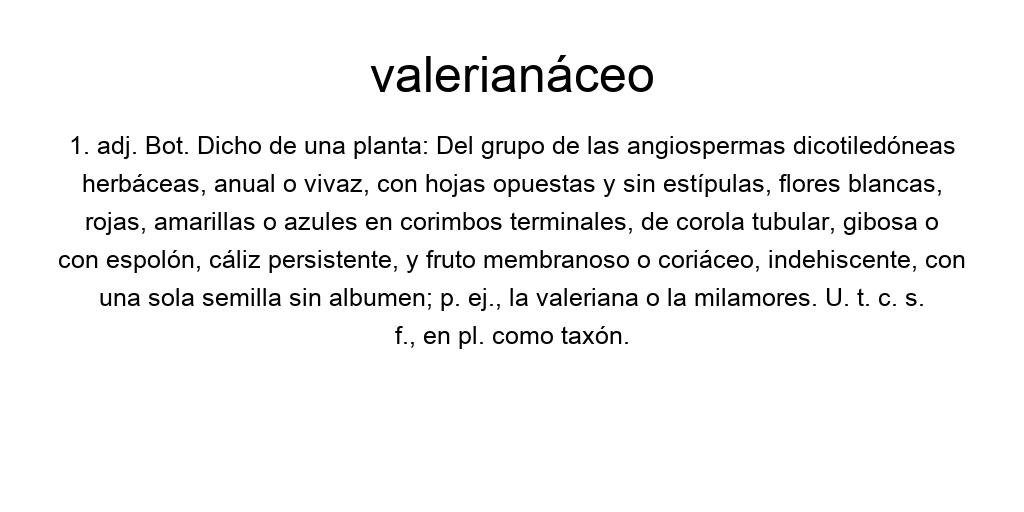 valerianáceo
1. adj. Bot. Dicho de una planta: Del grupo de las angiospermas dicotiledóneas
herbáceas, anual o vivaz, con hojas opuestas y sin estípulas, flores blancas,
rojas, amarillas o azules en corimbos terminales, de corola tubular, gibosa o
con espolón, cáliz persistente, y fruto membranoso o coriáceo, indehiscente, con
una sola semilla sin albumen; p. ej., la valeriana o la milamores. U. t. c. s.
f., en pl. como taxón.